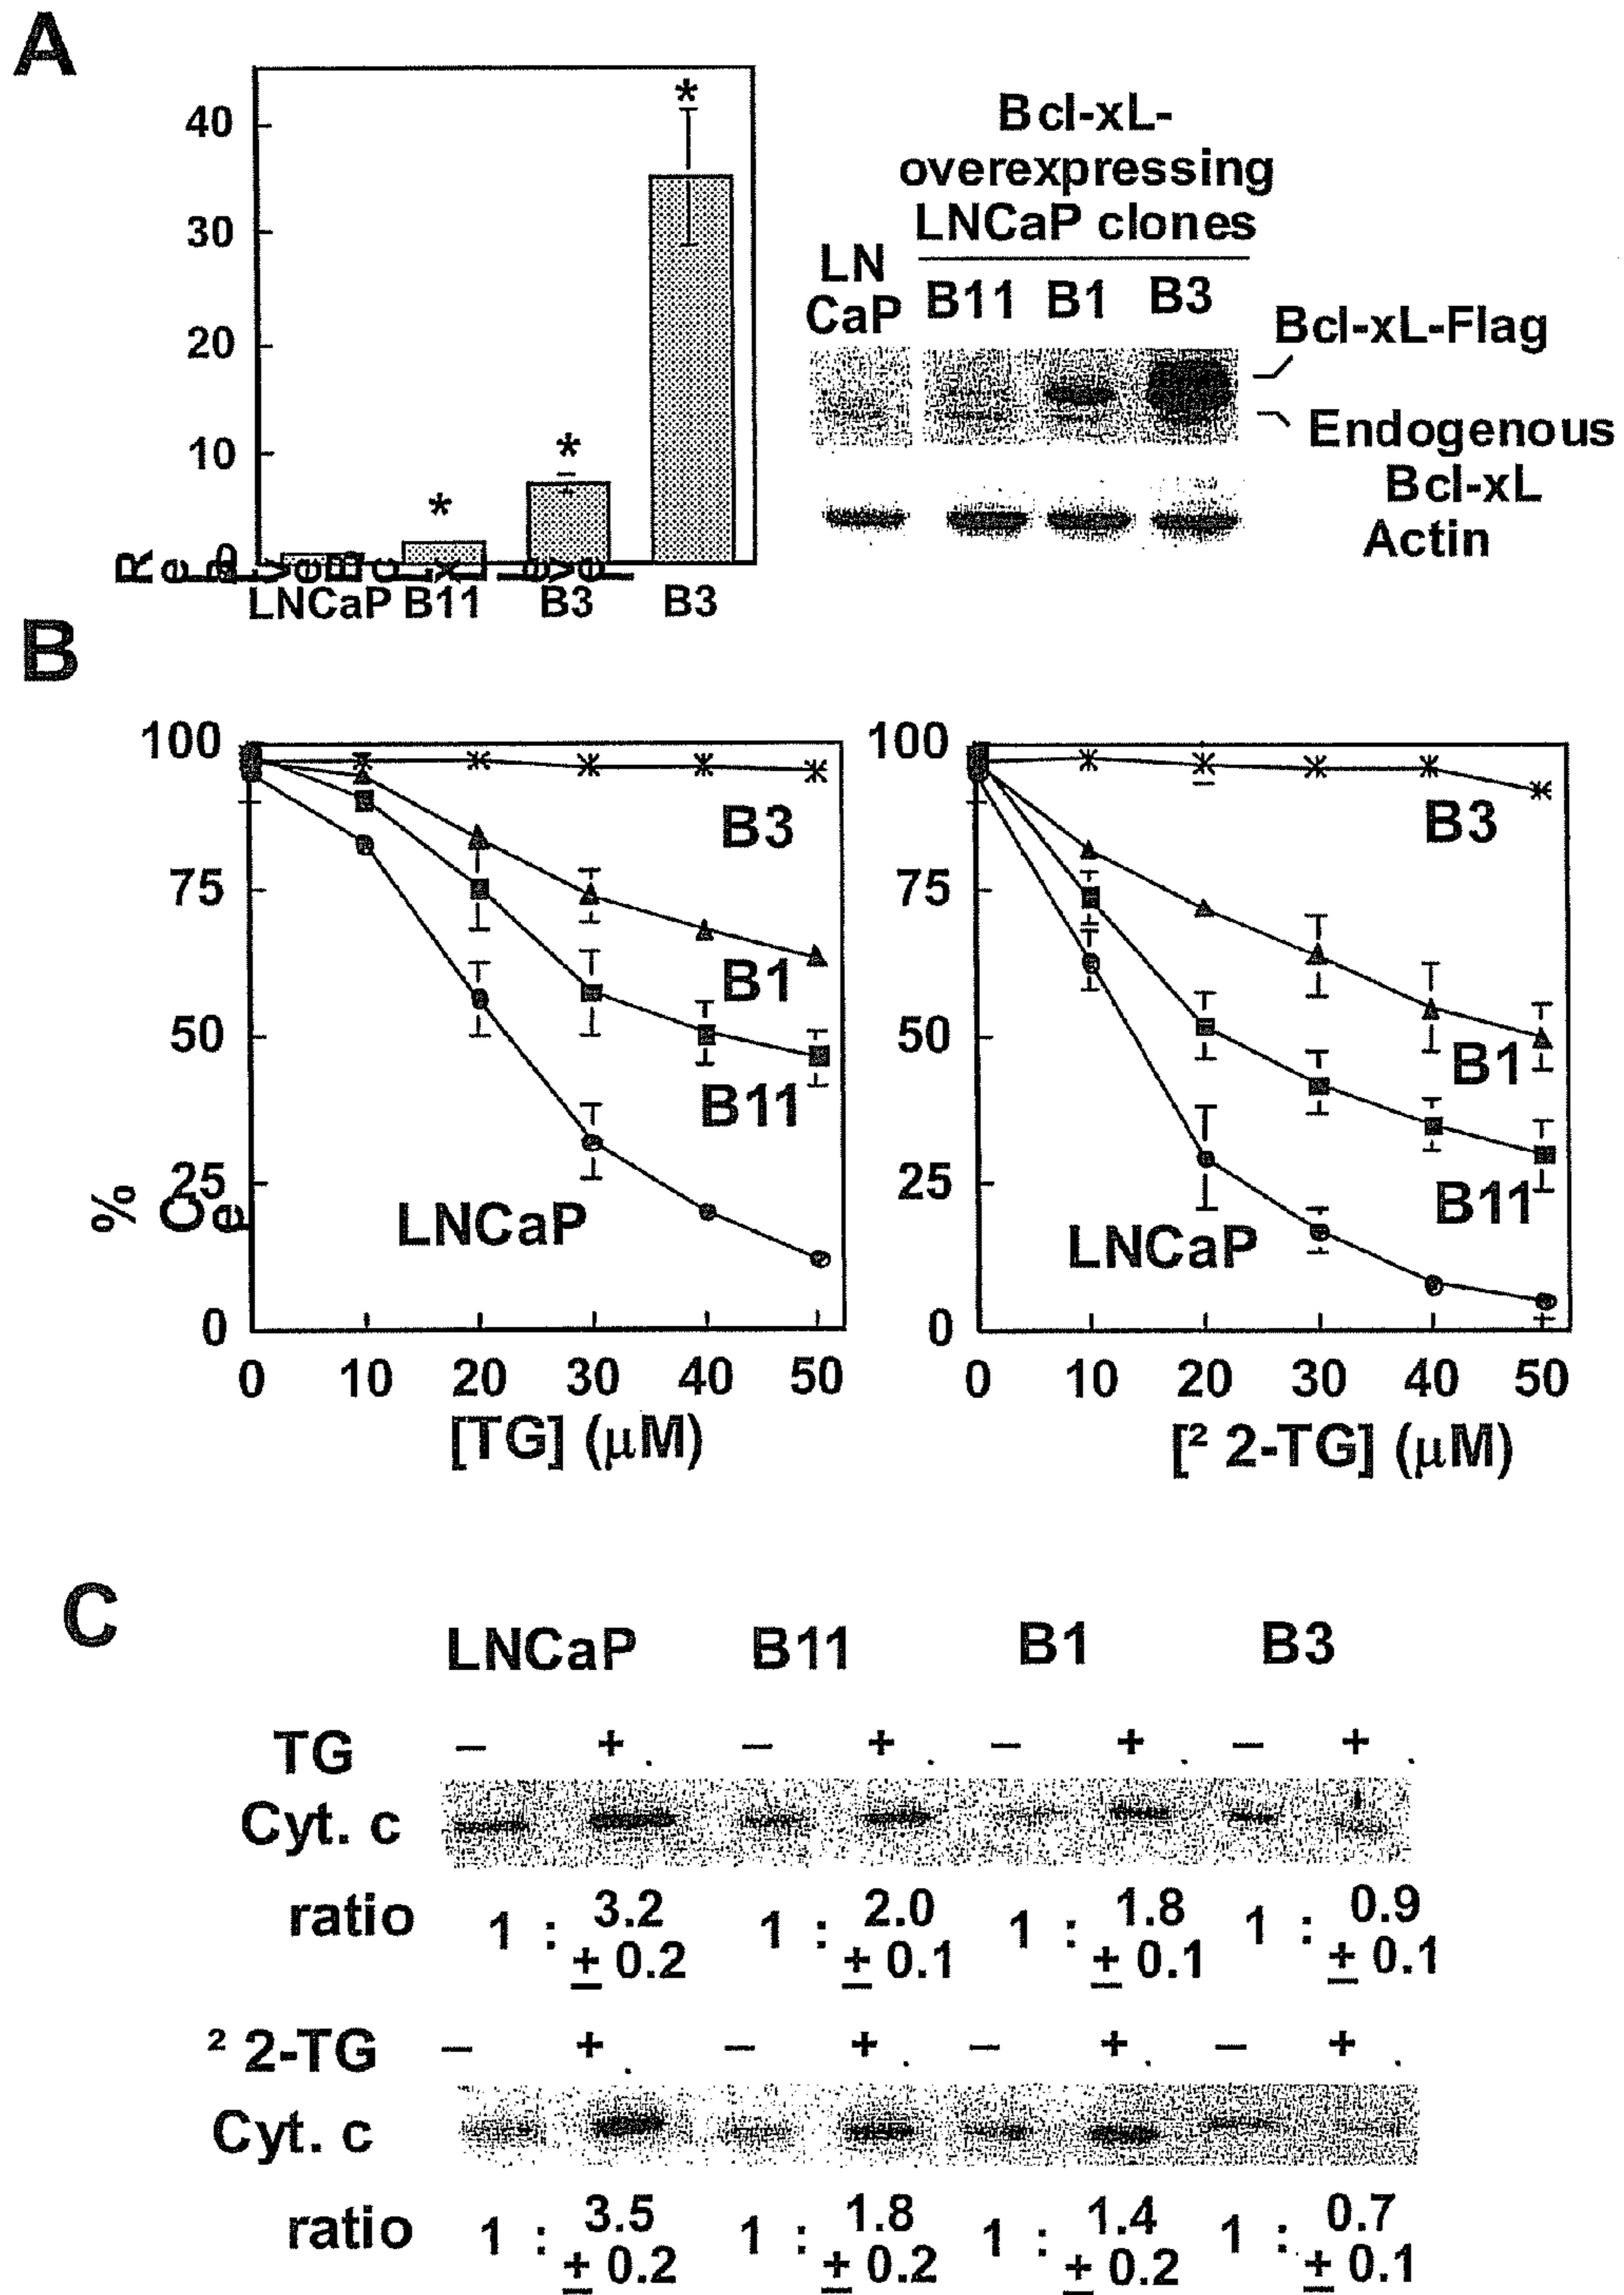 A
40
30
20
10
0
*
*
*
LNCaP B11 B3 B3
Bcl-xL-
overexpressing
LNCaP clones
LN
CaP
B11 B1 B3
Bcl-xL-Flag
Endogenous
Bcl-xL
Actin
B
100
75
50
25
0
% Ce
B3
B1
B11
LNCaP
0 10 20 30 40 50
[TG] (μM)
100
75
50
25
0
B3
B1
B11
LNCaP
0 10 20 30 40 50
[² 2-TG] (μM)
C
LNCaP B11 B1 B3
TG – + – + – + – +
Cyt. c
ratio 1 : 3.2 ± 0.2 1 : 2.0 ± 0.1 1 : 1.8 ± 0.1 1 : 0.9 ± 0.1
² 2-TG – + – + – + – +
Cyt. c
ratio 1 : 3.5 ± 0.2 1 : 1.8 ± 0.2 1 : 1.4 ± 0.2 1 : 0.7 ± 0.1